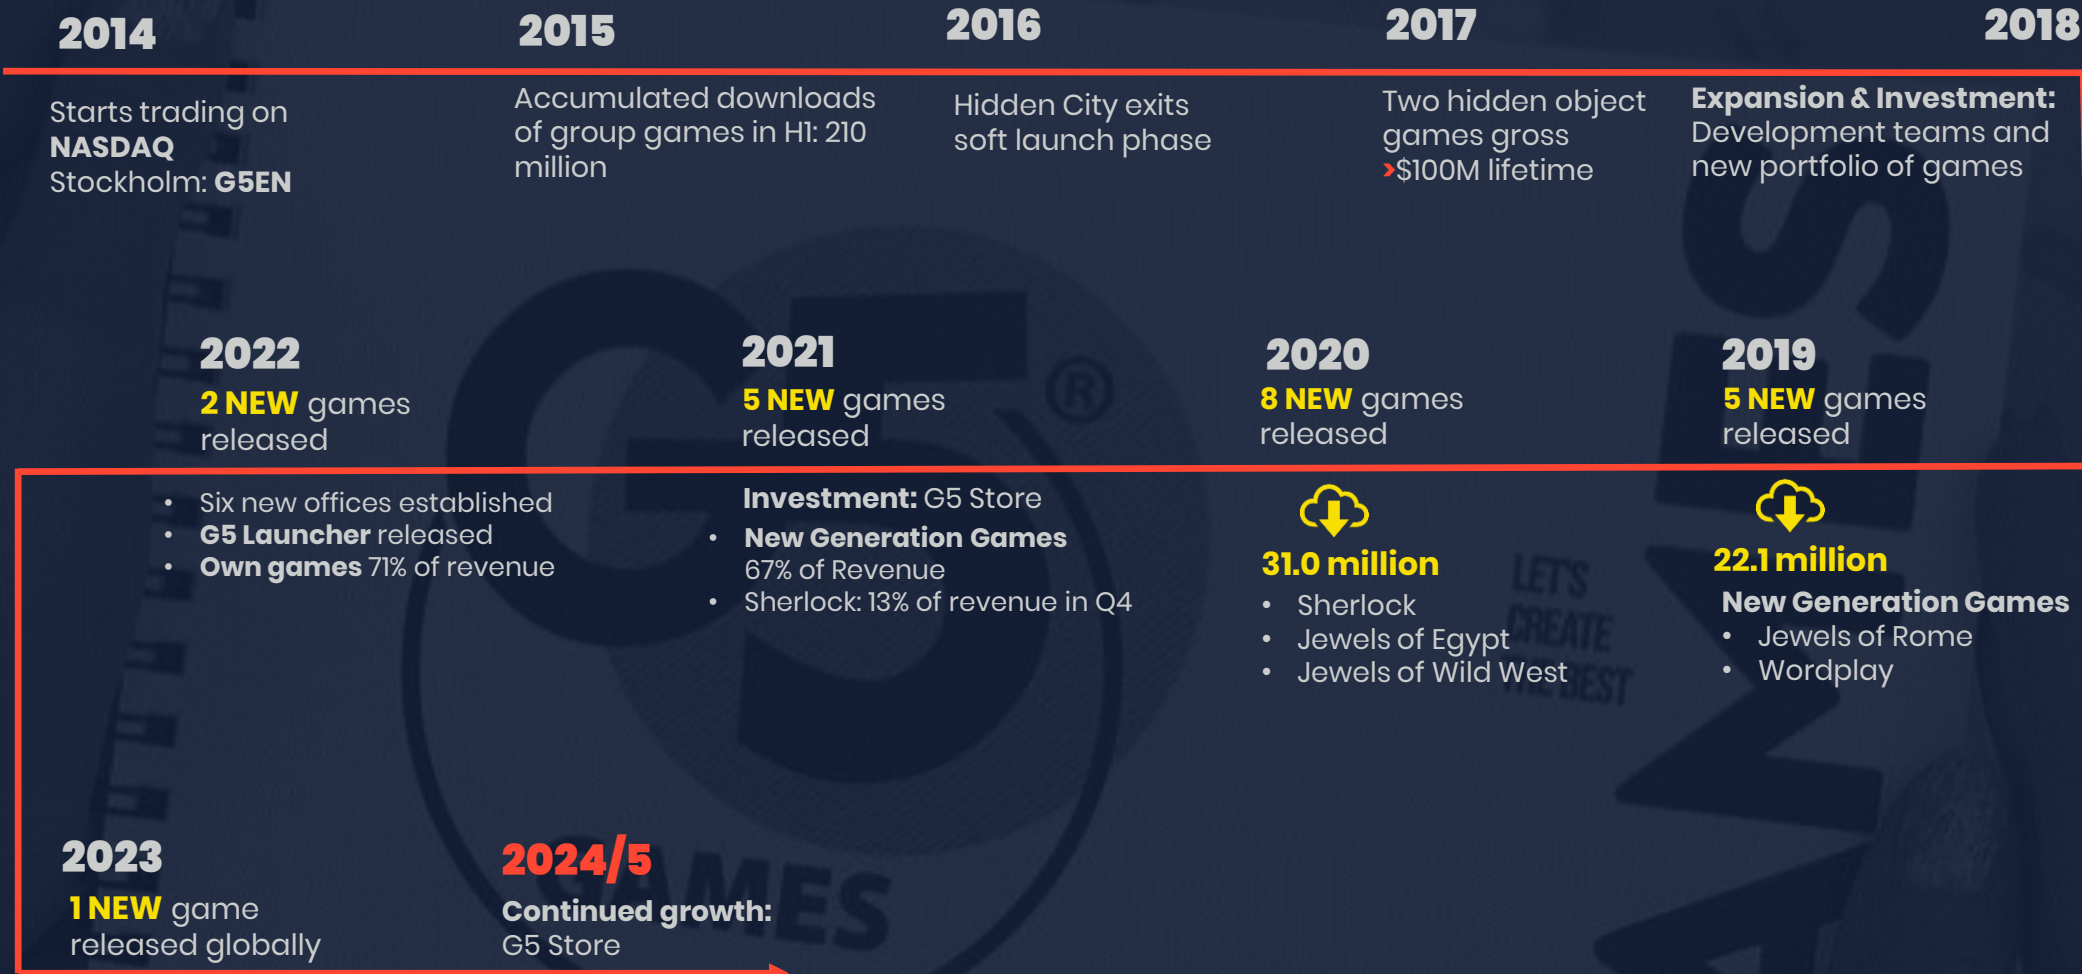 2014
2015
2016
2017
2018
Starts trading on
NASDAQ
Stockholm: G5EN
Accumulated downloads
of group games in H1: 210
million
Hidden City exits
soft launch phase
Two hidden object
games gross
>$100M lifetime
Expansion & Investment:
Development teams and
new portfolio of games
2022
2 NEW games
released
2021
5 NEW games
released
2020
8 NEW games
released
2019
5 NEW games
released
• Six new offices established
• G5 Launcher released
• Own games 71% of revenue
Investment: G5 Store
• New Generation Games
67% of Revenue
• Sherlock: 13% of revenue in Q4
31.0 million
• Sherlock
• Jewels of Egypt
• Jewels of Wild West
22.1 million
New Generation Games
• Jewels of Rome
• Wordplay
2023
1 NEW game
released globally
2024/5
Continued growth:
G5 Store
G5 ®
GAMES
LET'S
CREATE
THE BEST